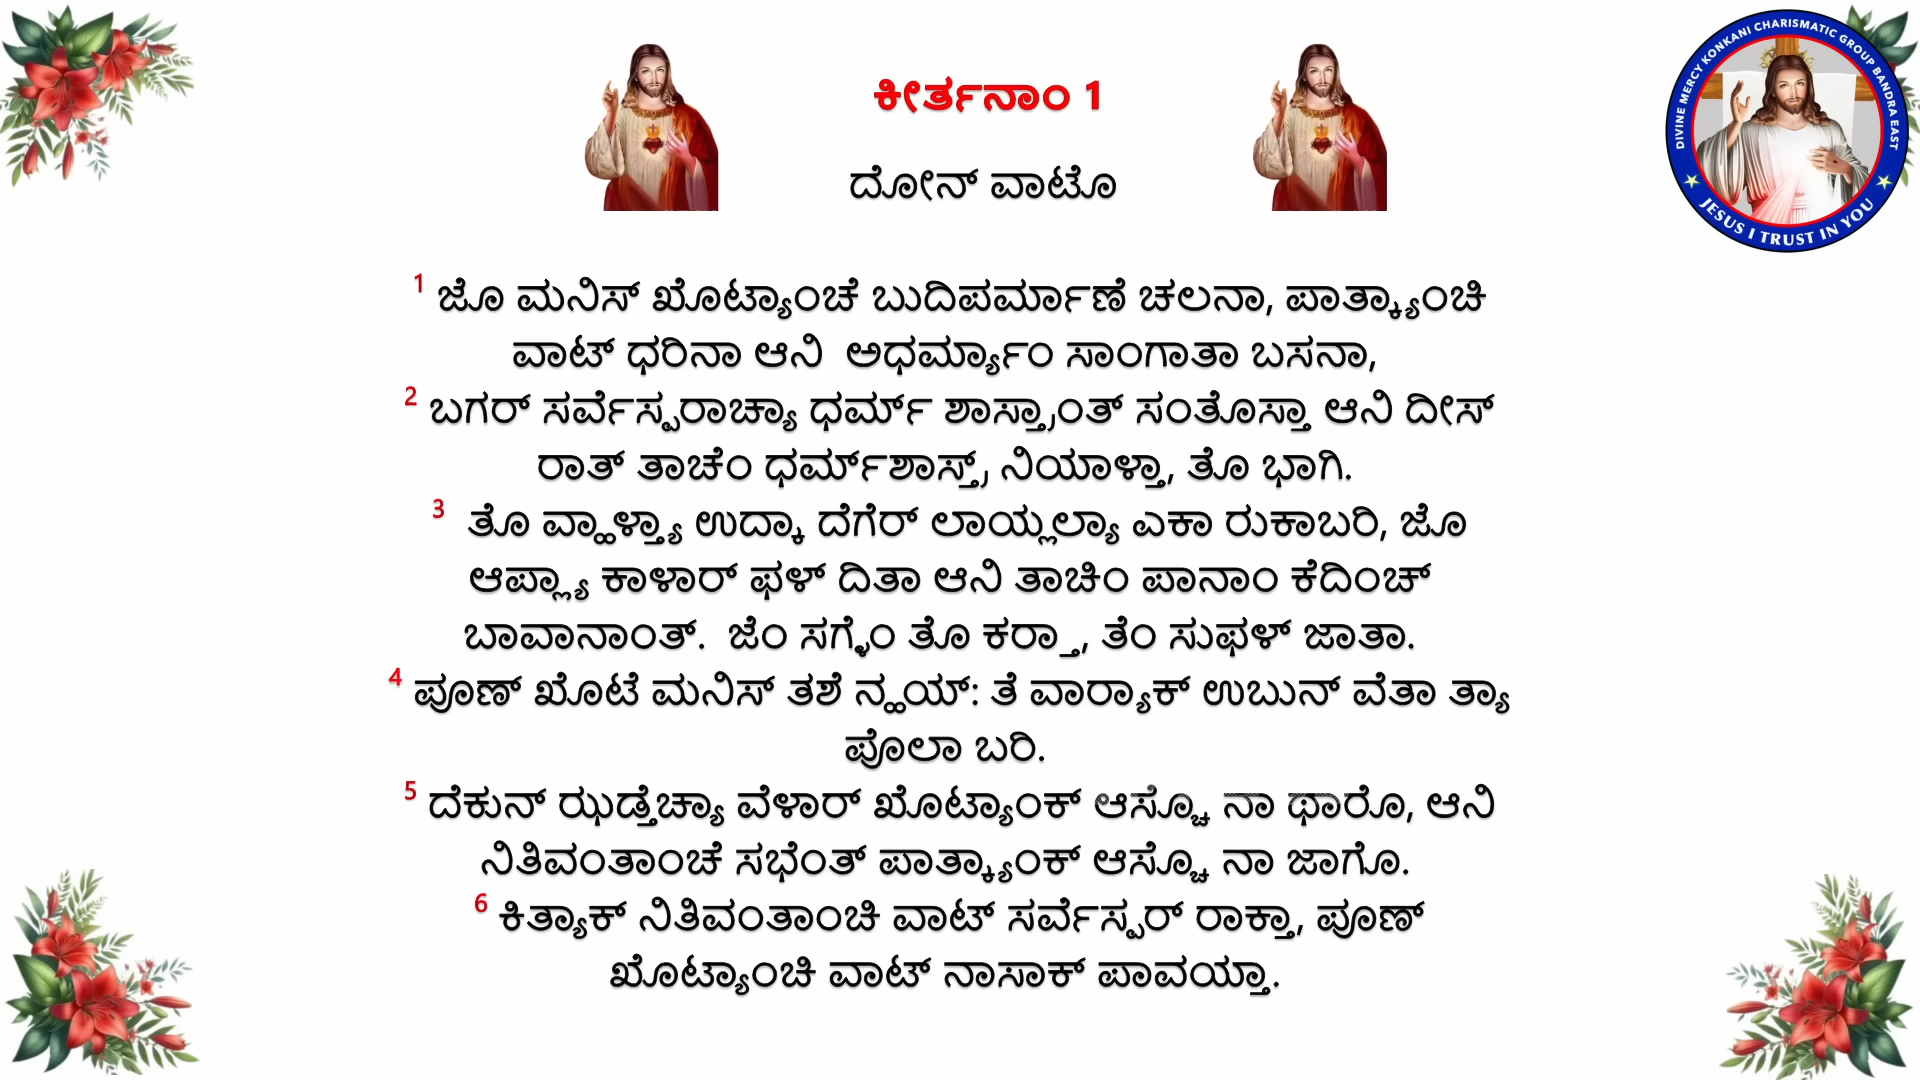 ಕೀರ್ತನಾಂ 1
DIVINE MERCY KONKANI CHARISMATIC GROUP BANDRA EAST
JESUS I TRUST IN YOU
ದೋನ್ ವಾಟೊ
1 ಜೊ ಮನಿಸ್ ಖೊಟ್ಯಾಂಚೆ ಬುದಿಪರ್ಮಾಣೆ ಚಲನಾ, ಪಾತ್ಕ್ಯಾಂಚಿ
ವಾಟ್ ಧರಿನಾ ಆನಿ ಅಧರ್ಮ್ಯಾಂ ಸಾಂಗಾತಾ ಬಸನಾ,
2 ಬಗರ್ ಸರ್ವೆಸ್ಪರಾಚ್ಯಾ ಧರ್ಮ್ ಶಾಸ್ತ್ರಾಂತ್ ಸಂತೊಸ್ತಾ ಆನಿ ದೀಸ್
ರಾತ್ ತಾಚೆಂ ಧರ್ಮ್‌ಶಾಸ್ತ್ರ್ ನಿಯಾಳ್ತಾ, ತೊ ಭಾಗಿ.
3 ತೊ ವ್ಹಾಳ್ತ್ಯಾ ಉದ್ಕಾ ದೆಗೆರ್ ಲಾಯ್ಲಲ್ಯಾ ಎಕಾ ರುಕಾಬರಿ, ಜೊ
ಆಪ್ಲ್ಯಾ ಕಾಳಾರ್ ಫಳ್ ದಿತಾ ಆನಿ ತಾಚಿಂ ಪಾನಾಂ ಕೆದಿಂಚ್
ಬಾವಾನಾಂತ್. ಜೆಂ ಸಗ್ಳೆಂ ತೊ ಕರ‍್ತಾ, ತೆಂ ಸುಫಳ್ ಜಾತಾ.
4 ಪೂಣ್ ಖೊಟೆ ಮನಿಸ್ ತಶೆ ನ್ಹಯ್: ತೆ ವಾರ‍್ಯಾಕ್ ಉಬುನ್ ವೆತಾ ತ್ಯಾ
ಪೊಲಾ ಬರಿ.
5 ದೆಕುನ್ ಝಡ್ತೆಚ್ಯಾ ವೆಳಾರ್ ಖೊಟ್ಯಾಂಕ್ ಆಸ್ಚೊ ನಾ ಥಾರೊ, ಆನಿ
ನಿತಿವಂತಾಂಚೆ ಸಭೆಂತ್ ಪಾತ್ಕ್ಯಾಂಕ್ ಆಸ್ಚೊ ನಾ ಜಾಗೊ.
6 ಕಿತ್ಯಾಕ್ ನಿತಿವಂತಾಂಚಿ ವಾಟ್ ಸರ್ವೆಸ್ಪರ್ ರಾಕ್ತಾ, ಪೂಣ್
ಖೊಟ್ಯಾಂಚಿ ವಾಟ್ ನಾಸಾಕ್ ಪಾವಯ್ತಾ.